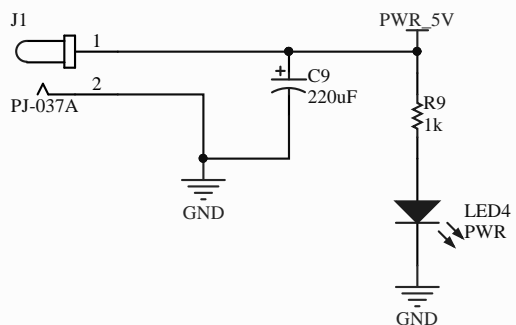 J1
1
2
PJ-037A
GND
+
C9
220uF
PWR_5V
R9
1k
LED4
PWR
GND